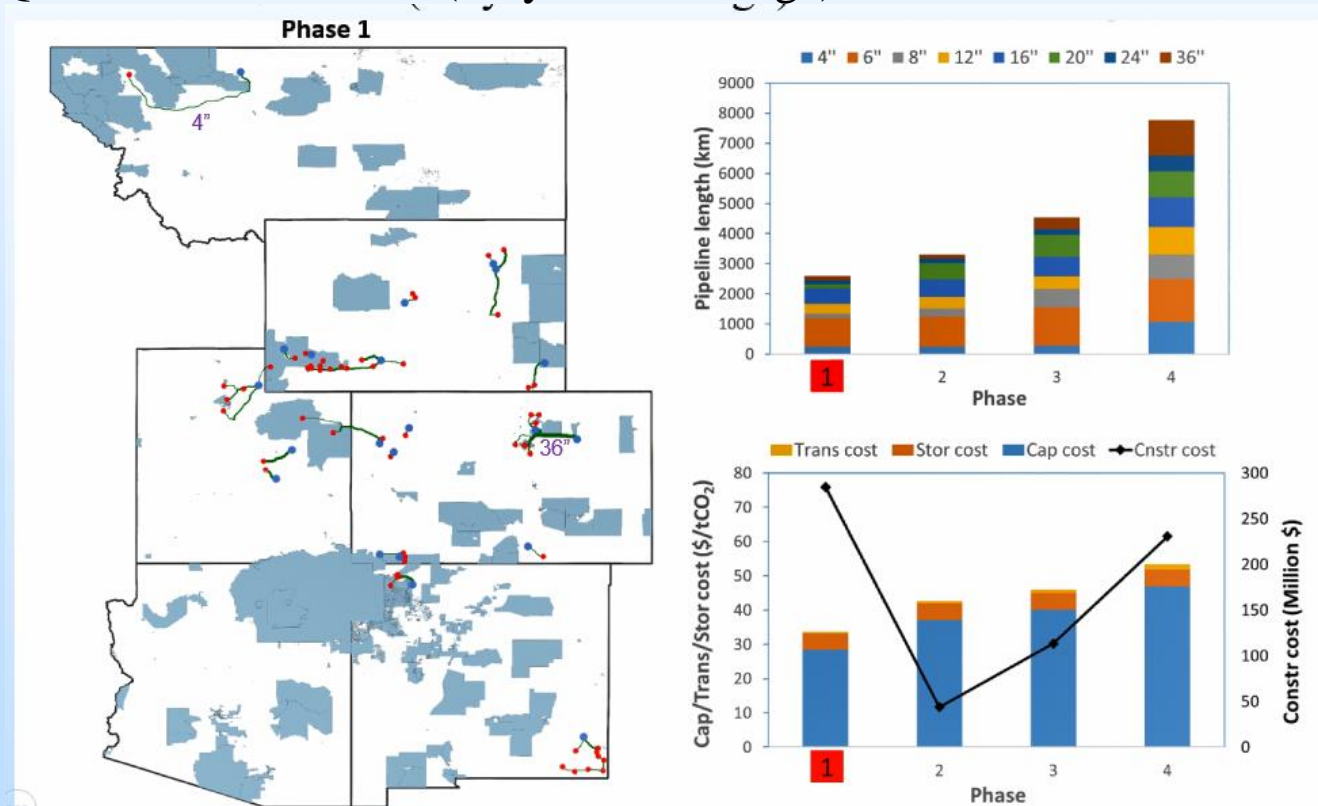 Phase 1
4"
36"
4" 6" 8" 12" 16" 20" 24" 36"
Pipeline length (km)
9000
8000
7000
6000
5000
4000
3000
2000
1000
0
1 2 3 4
Phase
Trans cost Stor cost Cap cost Cnstr cost
Cap/Trans/Stor cost ($/tCO₂)
80
70
60
50
40
30
20
10
0
300
250
200
150
100
50
0
Constr cost (Million $)
1 2 3 4
Phase